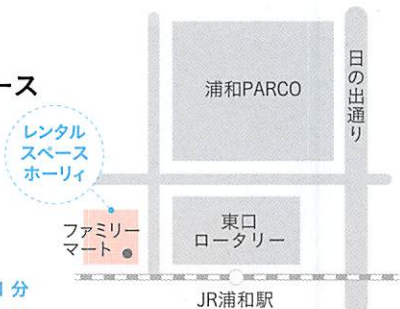 ース
浦和PARCO
日の出通り
レンタル
スペース
ホーリィ
ファミリー
マート
東口
ロータリー
1分
JR浦和駅